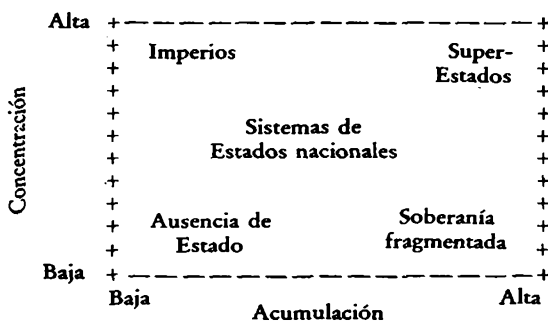 Alta
Imperios
Super-
Estados
Concentración
Sistemas de
Estados nacionales
Ausencia de
Estado
Soberanía
fragmentada
Baja
Baja
Alta
Acumulación